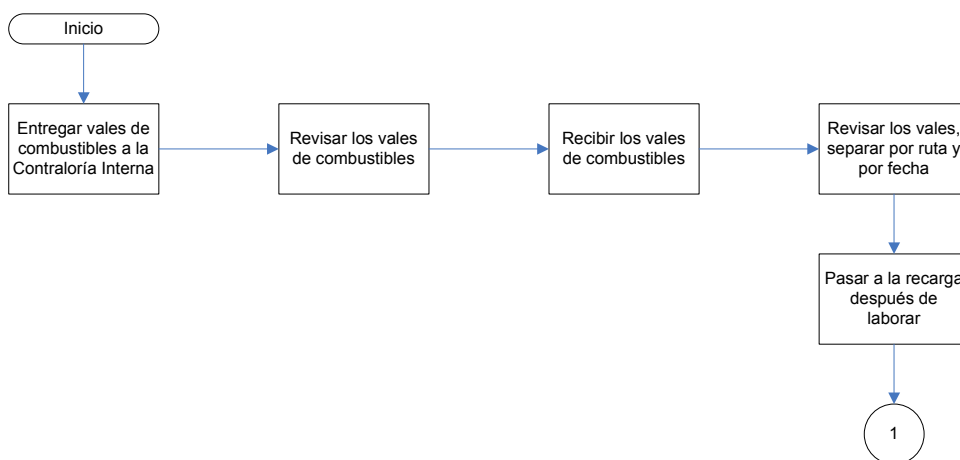 Inicio
Entregar vales de
combustibles a la
Contraloría Interna
Revisar los vales
de combustibles
Recibir los vales
de combustibles
Revisar los vales,
separar por ruta y
por fecha
Pasar a la recarga
después de
laborar
1